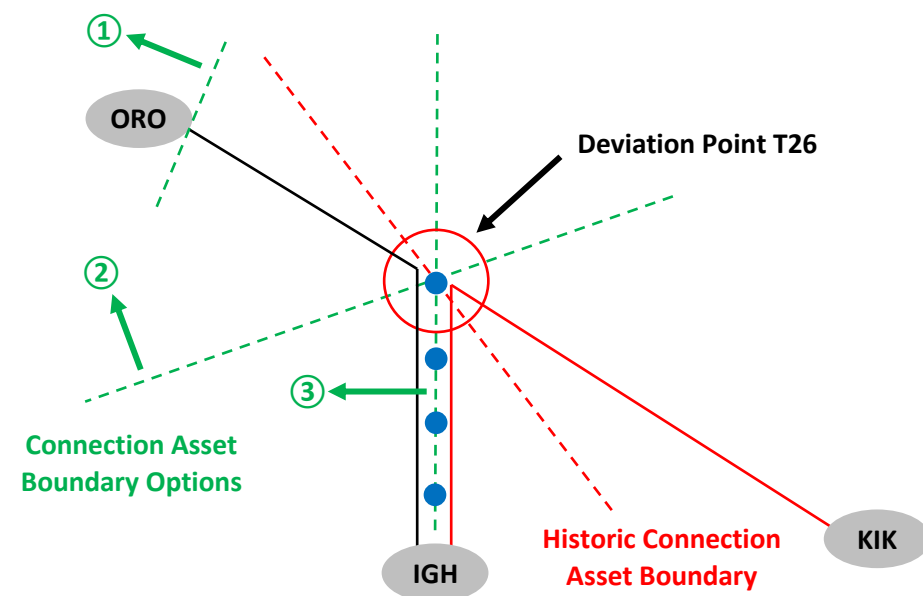 ①
ORO
Deviation Point T26
②
③
Connection Asset
Boundary Options
Historic Connection
Asset Boundary
KIK
IGH